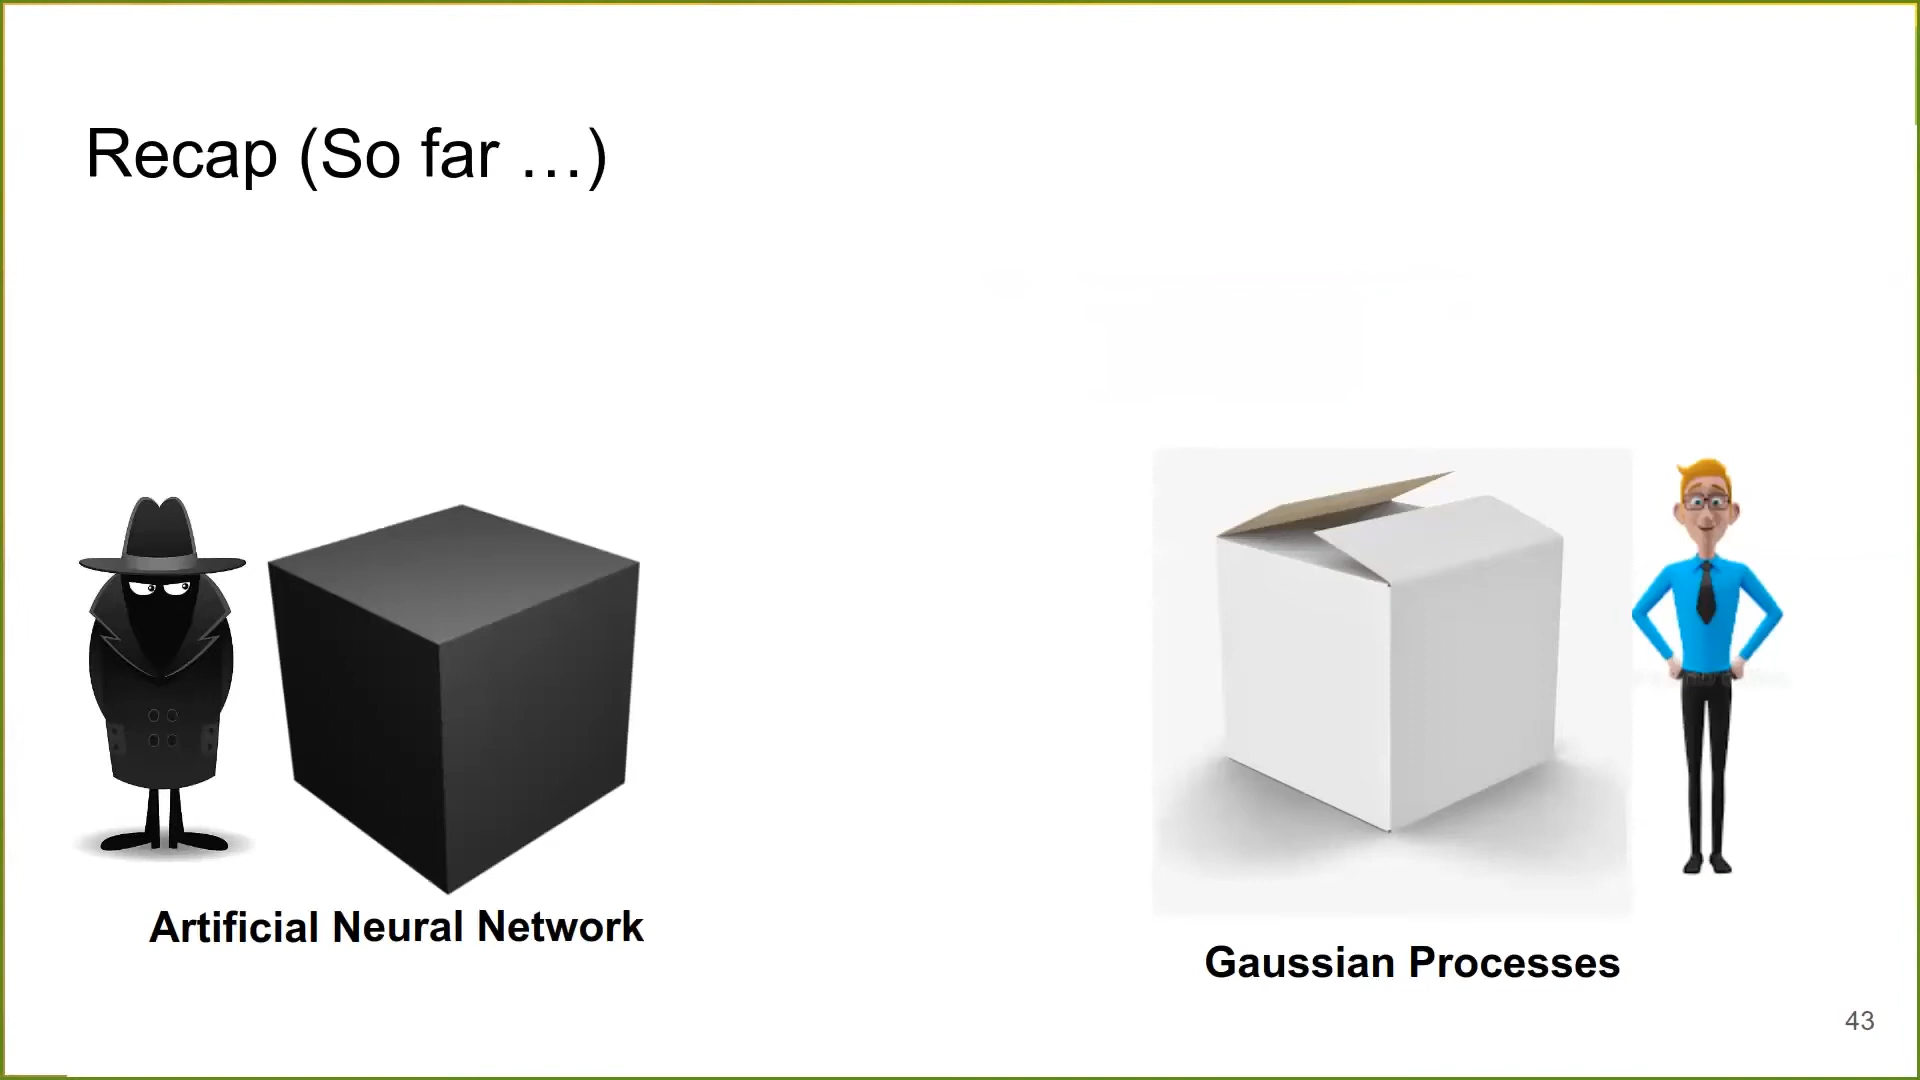 Recap (So far …)
Artificial Neural Network
Gaussian Processes
43